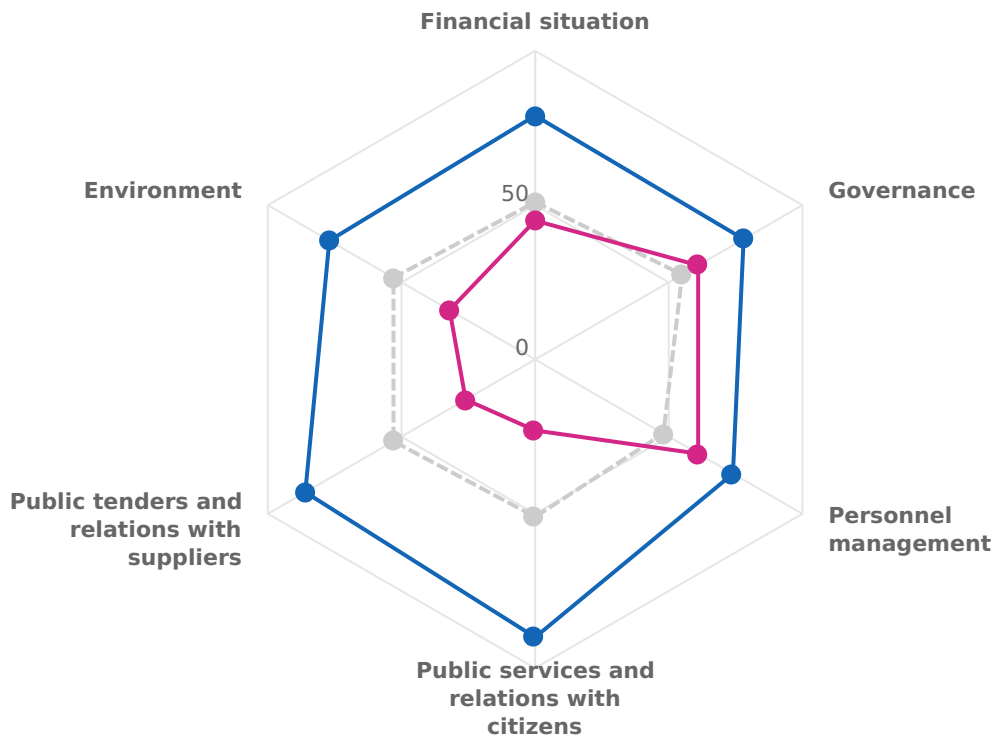 Financial situation
Environment
Governance
50
0
Public tenders and
relations with
suppliers
Personnel
management
Public services and
relations with
citizens